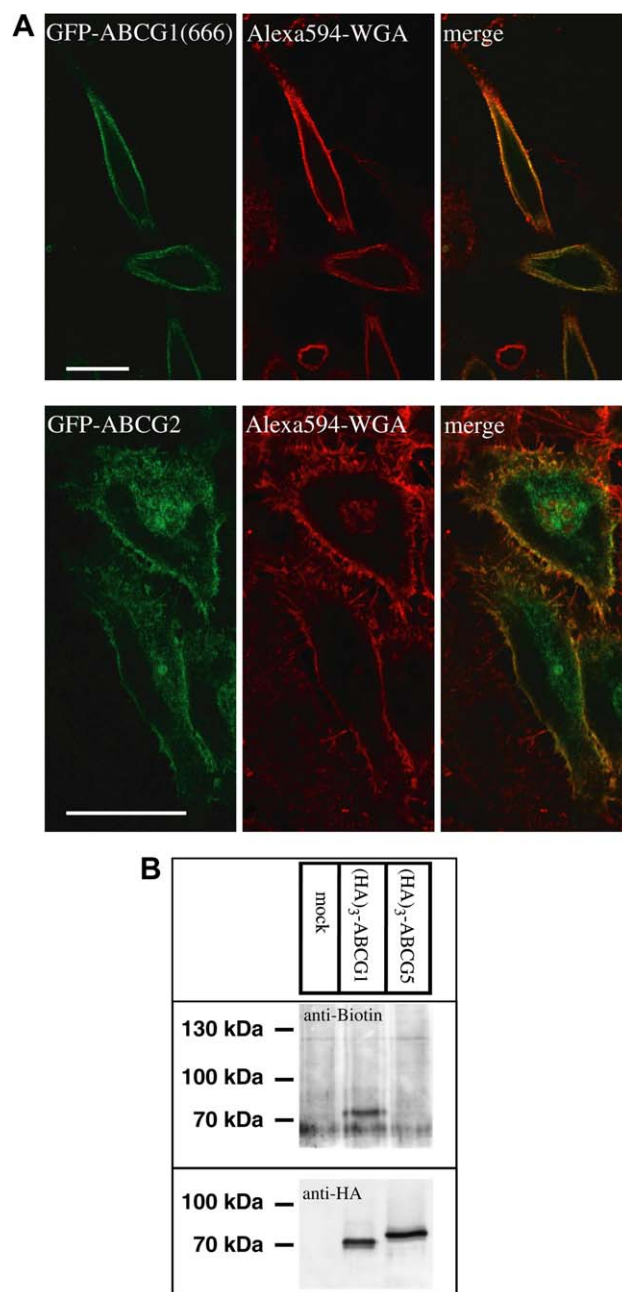 A
GFP-ABCG1(666) Alexa594-WGA merge
GFP-ABCG2 Alexa594-WGA merge
B
mock
(HA)3-ABCG1
(HA)3-ABCG5
anti-Biotin
130 kDa
100 kDa
70 kDa
anti-HA
100 kDa
70 kDa